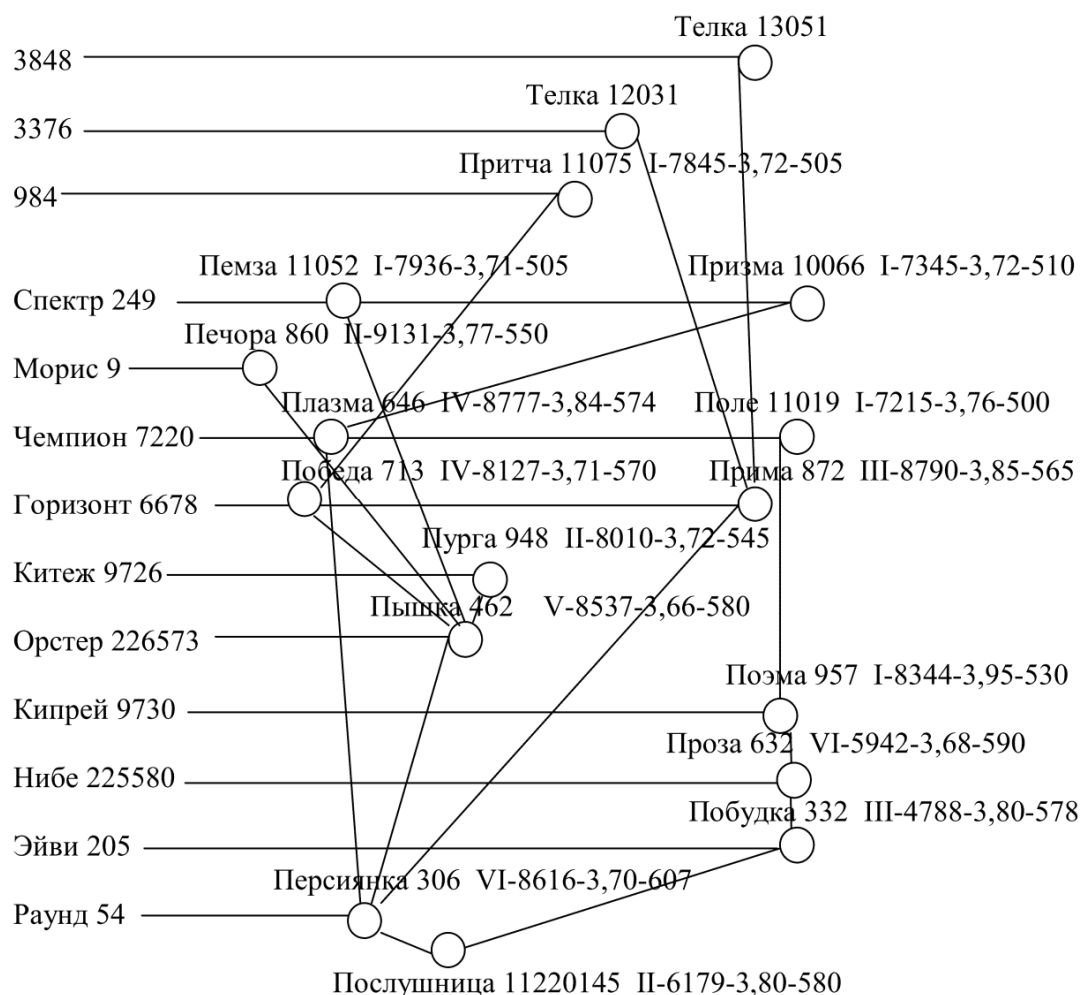 Телка 13051
3848
Телка 12031
3376
Притча 11075 I-7845-3,72-505
984
Пемза 11052 I-7936-3,71-505
Призма 10066 I-7345-3,72-510
Спектр 249
Печора 860 II-9131-3,77-550
Морис 9
Плазма 646 IV-8777-3,84-574
Поле 11019 I-7215-3,76-500
Чемпион 7220
Победа 713 IV-8127-3,71-570
Прима 872 III-8790-3,85-565
Горизонт 6678
Пурга 948 II-8010-3,72-545
Китеж 9726
Пышка 462 V-8537-3,66-580
Орстер 226573
Поэма 957 I-8344-3,95-530
Кипрей 9730
Проза 632 VI-5942-3,68-590
Нибе 225580
Побудка 332 III-4788-3,80-578
Эйви 205
Персиянка 306 VI-8616-3,70-607
Раунд 54
Послушница 11220145 II-6179-3,80-580